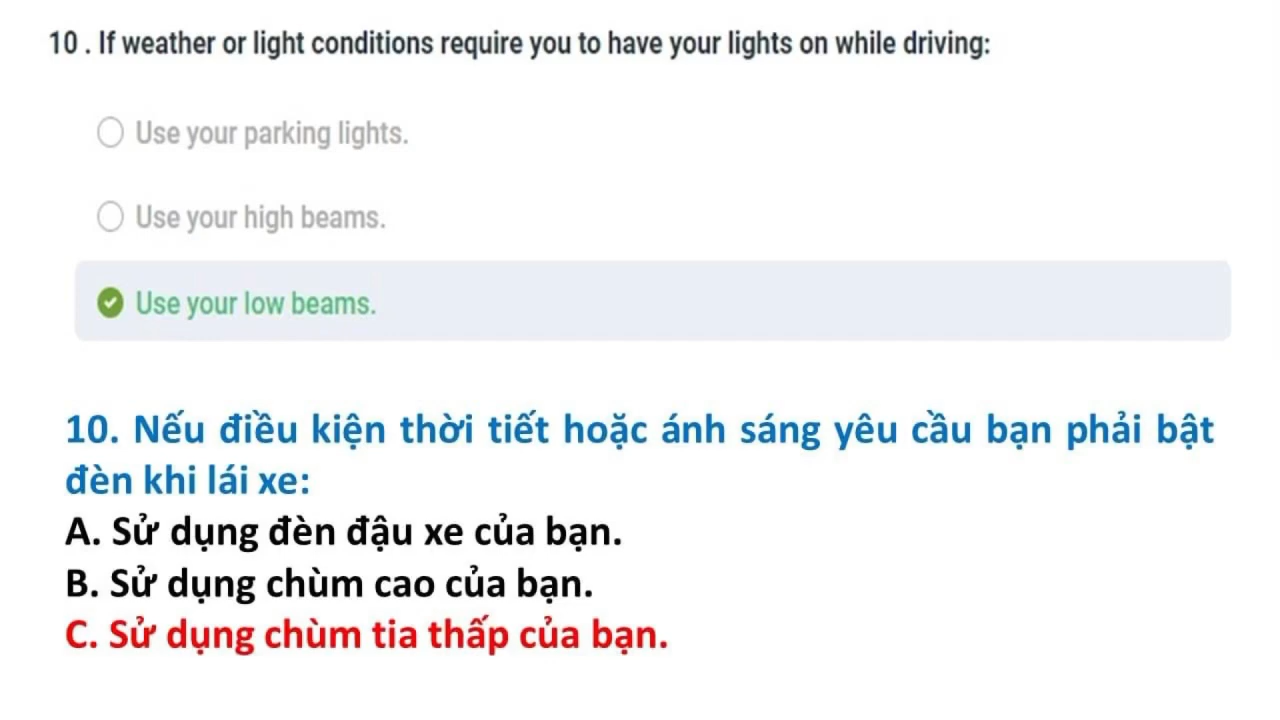 10 . If weather or light conditions require you to have your lights on while driving:
Use your parking lights.
Use your high beams.
Use your low beams.
10. Nếu điều kiện thời tiết hoặc ánh sáng yêu cầu bạn phải bật
đèn khi lái xe:
A. Sử dụng đèn đậu xe của bạn.
B. Sử dụng chùm cao của bạn.
C. Sử dụng chùm tia thấp của bạn.